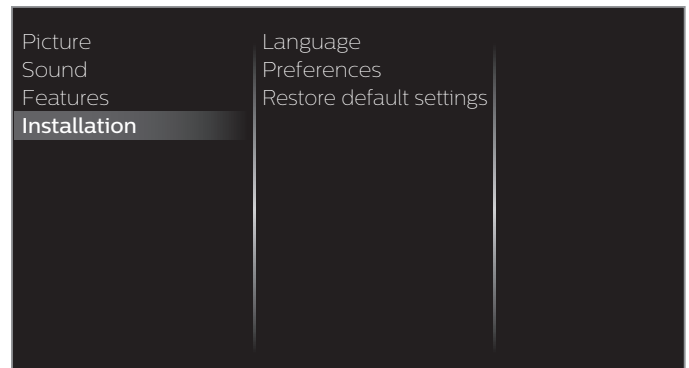 Picture
Sound
Features
Installation
Language
Preferences
Restore default settings